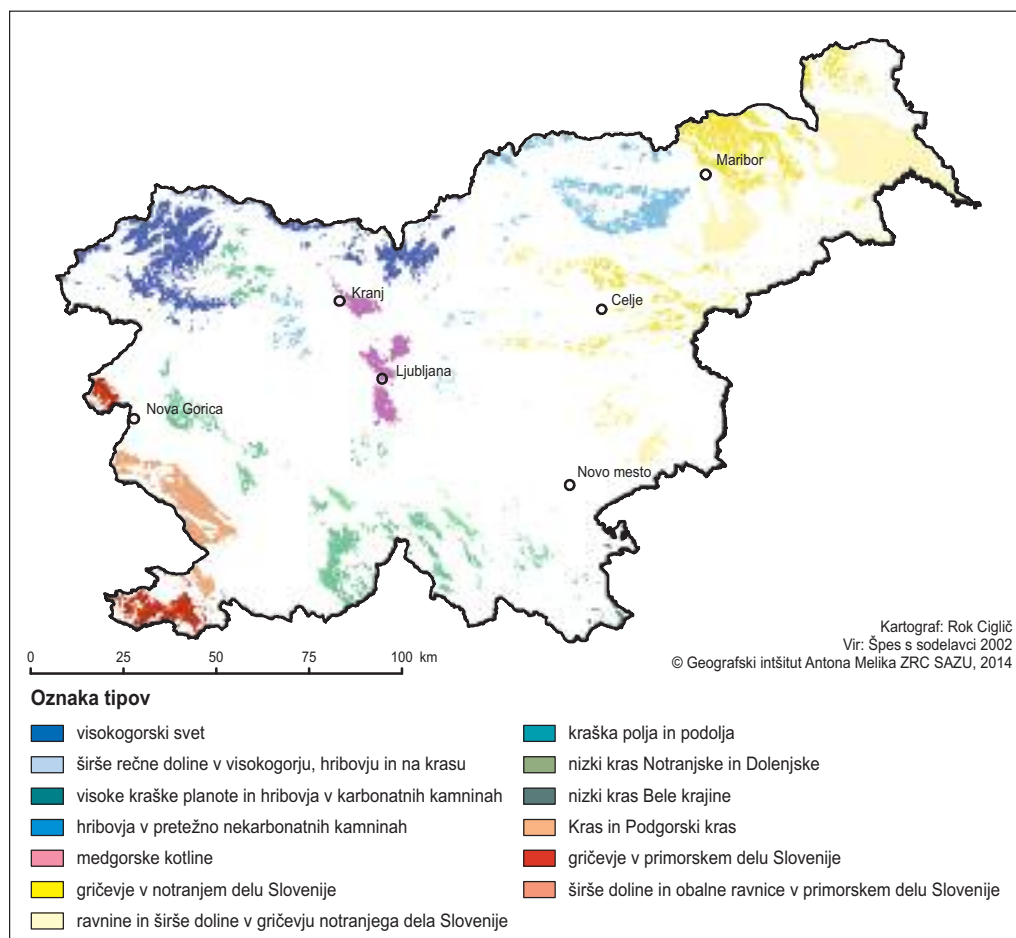 Maribor
Kranj
Celje
Ljubljana
Nova Gorica
Novo mesto
Kartograf: Rok Ciglič
Vir: Špes s sodelavci 2002
© Geografski intšitut Antona Melika ZRC SAZU, 2014
0 25 50 75 100 km
Oznaka tipov
visokogorski svet
širše rečne doline v visokogorju, hribovju in na krasu
visoke kraške planote in hribovja v karbonatnih kamninah
hribovja v pretežno nekarbonatnih kamninah
medgorske kotline
gričevje v notranjem delu Slovenije
ravnine in širše doline v gričevju notranjega dela Slovenije
kraška polja in podolja
nizki kras Notranjske in Dolenjske
nizki kras Bele krajine
Kras in Podgorski kras
gričevje v primorskem delu Slovenije
širše doline in obalne ravnice v primorskem delu Slovenije